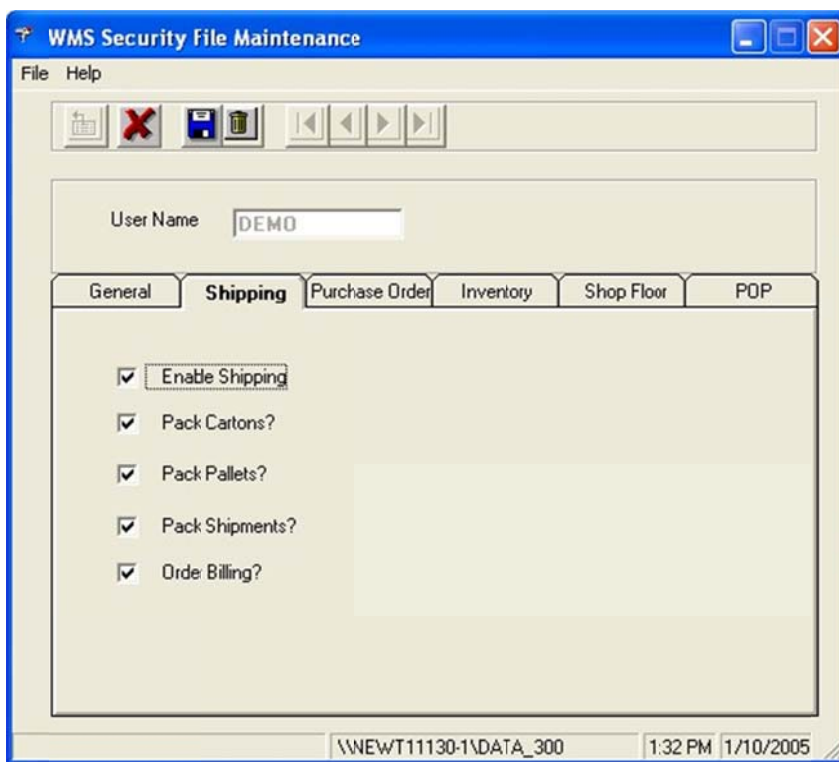 WMS Security File Maintenance
File Help
User Name DEMO
General Shipping Purchase Order Inventory Shop Floor POP
Enable Shipping
Pack Cartons?
Pack Pallets?
Pack Shipments?
Order Billing?
\\NEWT11130-1\DATA_300 1:32 PM 1/10/2005